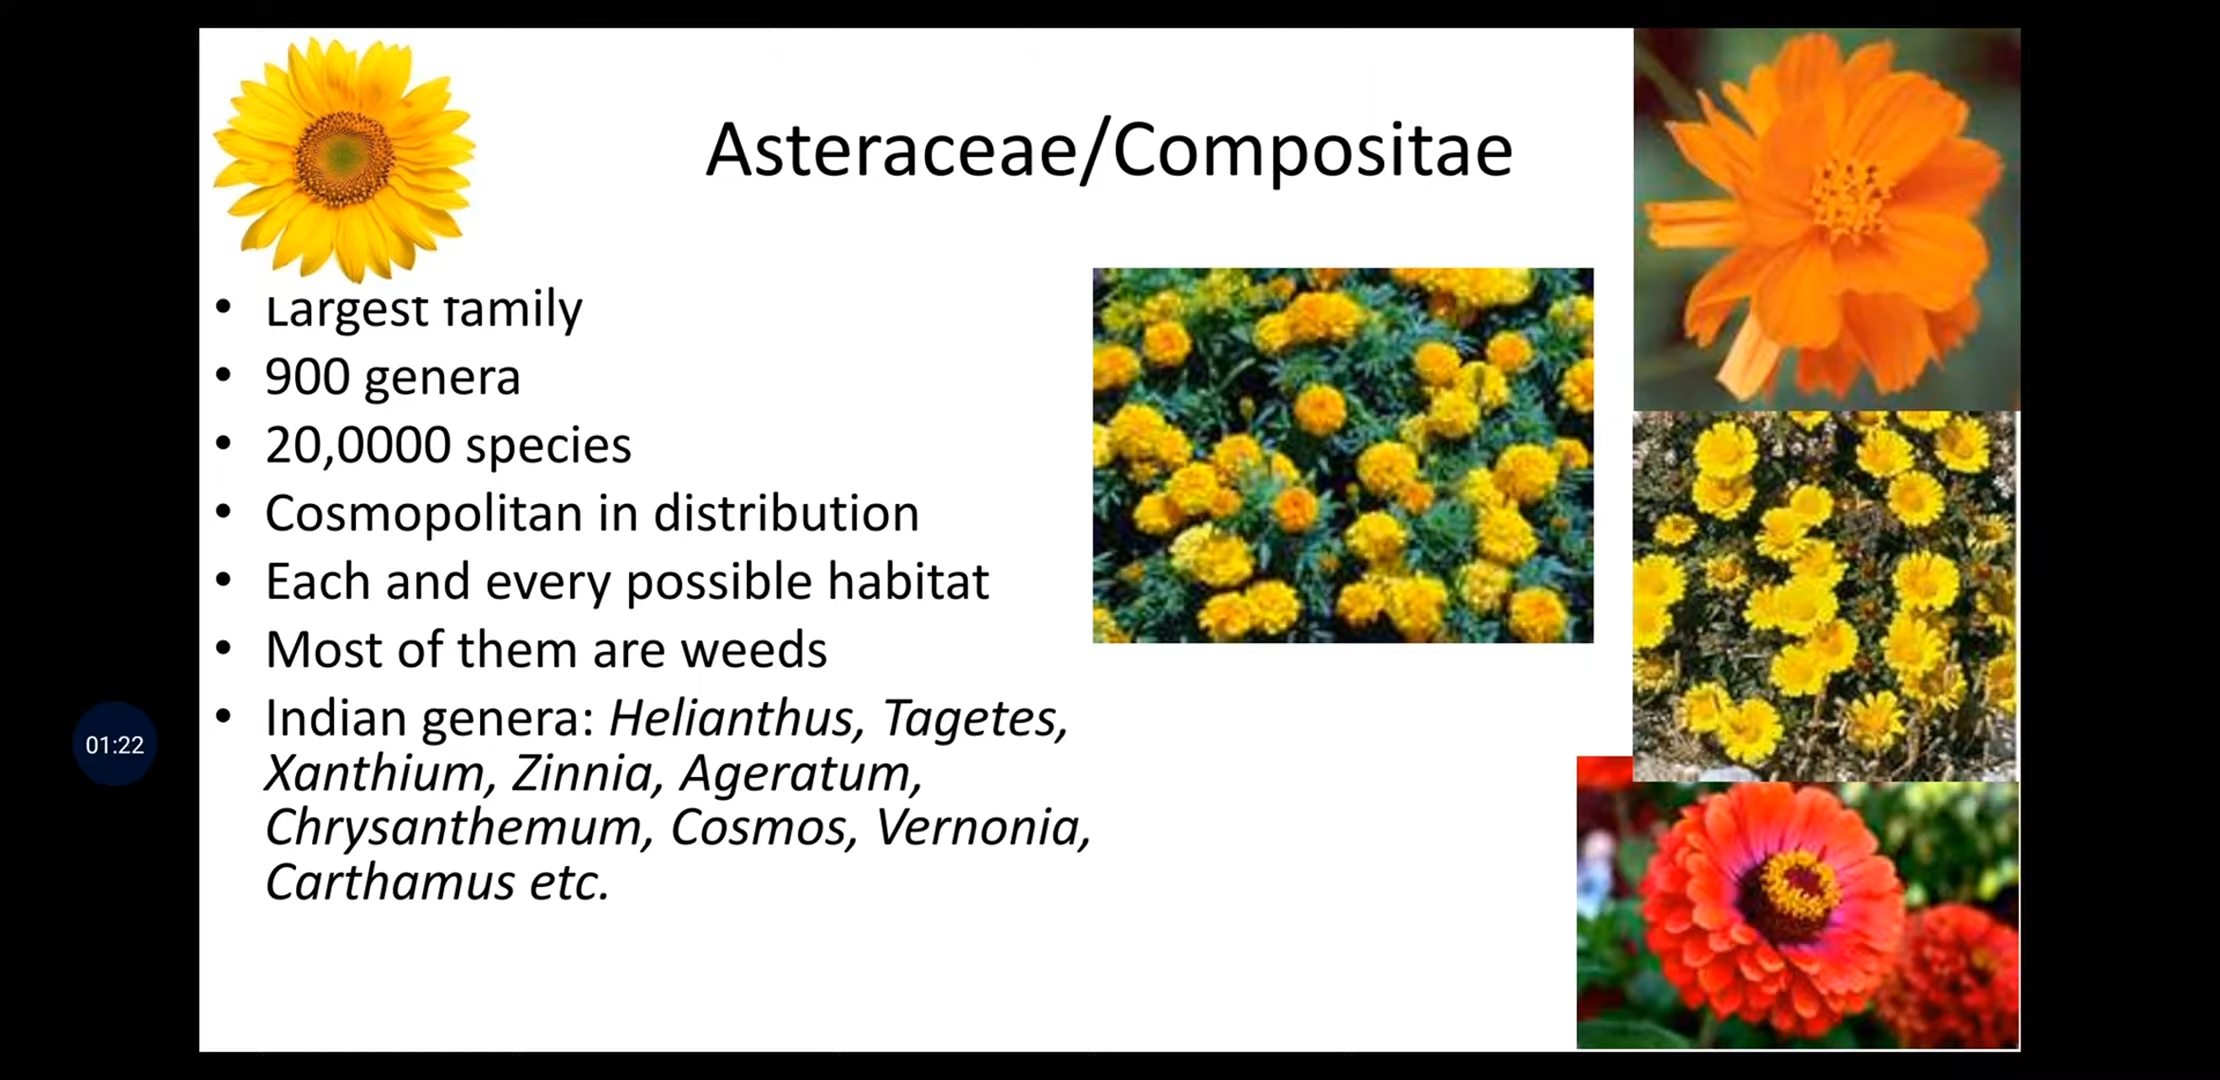 Asteraceae/Compositae
• Largest family
• 900 genera
• 20,0000 species
• Cosmopolitan in distribution
• Each and every possible habitat
• Most of them are weeds
• Indian genera: Helianthus, Tagetes,
Xanthium, Zinnia, Ageratum,
Chrysanthemum, Cosmos, Vernonia,
Carthamus etc.
01:22